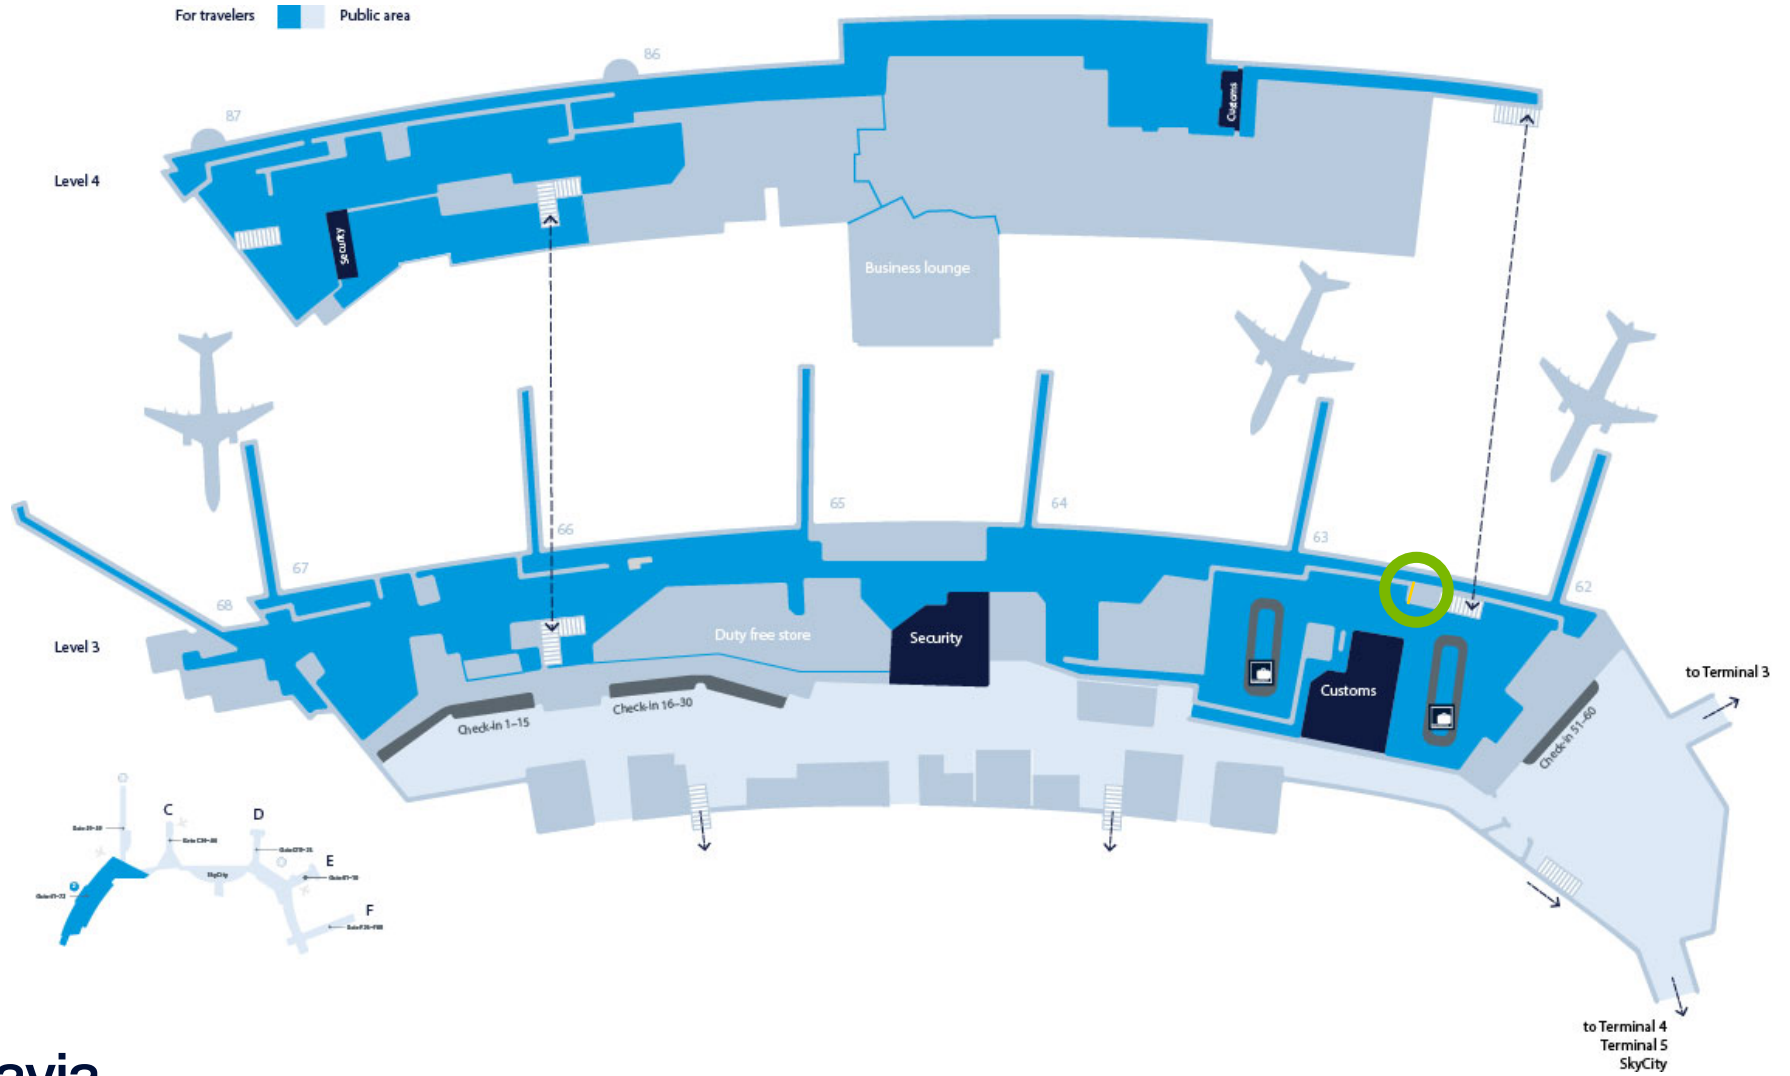 For travelers
Public area
86
87
Level 4
Customs
Security
Business lounge
65
64
66
63
67
62
68
Level 3
Duty free store
Security
Customs
to Terminal 3
Check-in 1–15
Check-in 16–30
Check-in 51–60
C
D
E
SkyCity
F
to Terminal 4
Terminal 5
SkyCity
avia